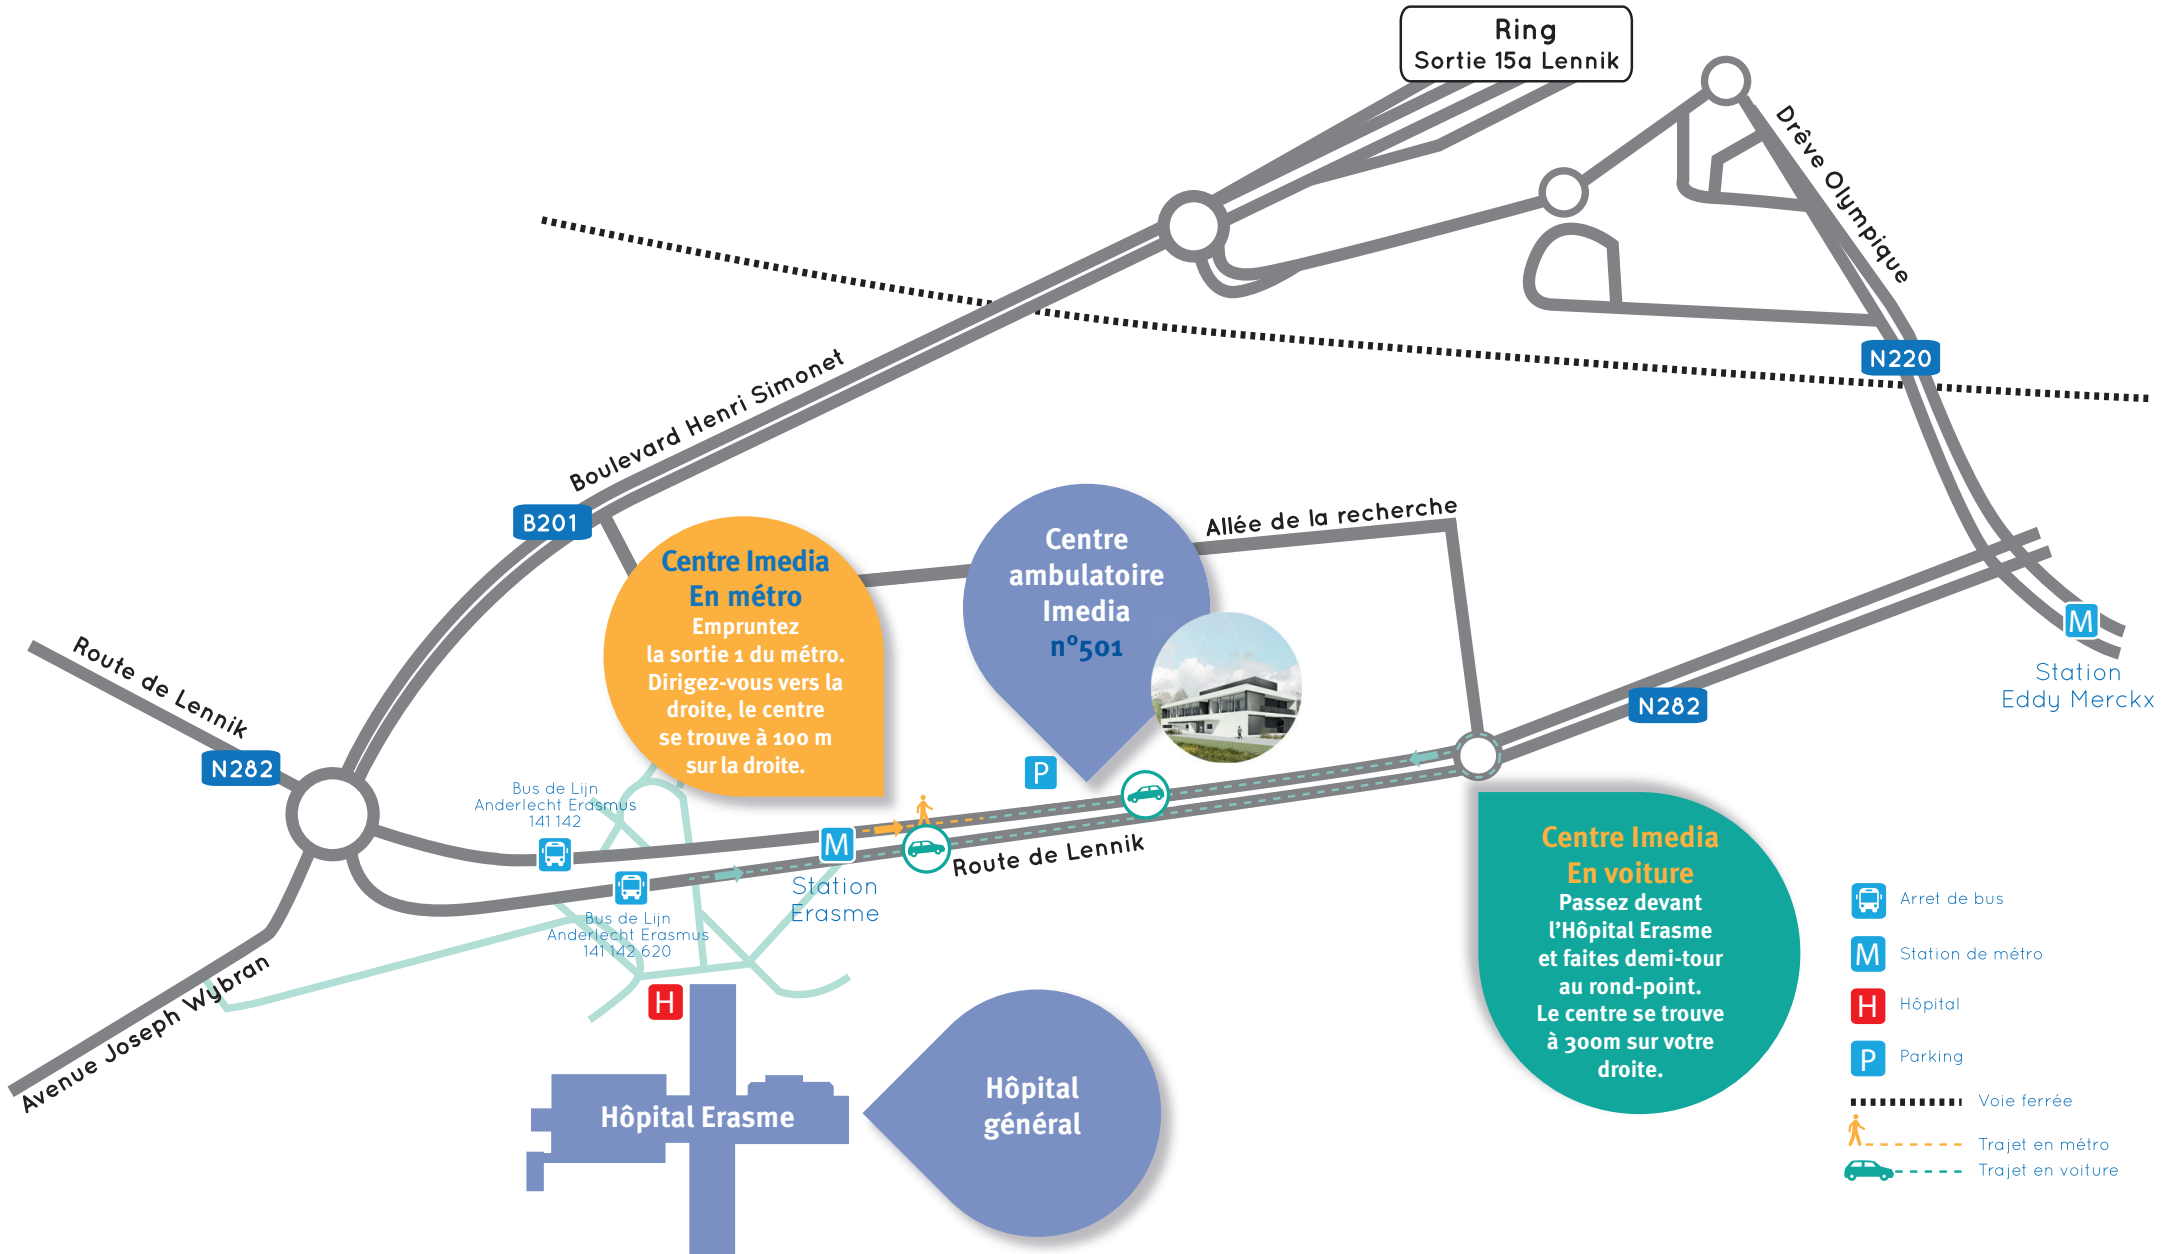 Ring
Sortie 15a Lennik
Drêve Olympique
N220
Boulevard Henri Simonet
B201
Allée de la recherche
Centre
ambulatoire
Imedia
n°501
Centre Imedia
En métro
Empruntez
la sortie 1 du métro.
Dirigez-vous vers la
droite, le centre
se trouve à 100 m
sur la droite.
Route de Lennik
N282
M
Station
Eddy Merckx
N282
P
Bus de Lijn
Anderlecht Erasmus
141 142
M
Station
Erasme
Route de Lennik
Bus de Lijn
Anderlecht Erasmus
141 142 620
Avenue Joseph Wybran
H
Hôpital Erasme
Hôpital
général
Centre Imedia
En voiture
Passez devant
l'Hôpital Erasme
et faites demi-tour
au rond-point.
Le centre se trouve
à 300m sur votre
droite.
Arret de bus
M Station de métro
H Hôpital
P Parking
Voie ferrée
Trajet en métro
Trajet en voiture